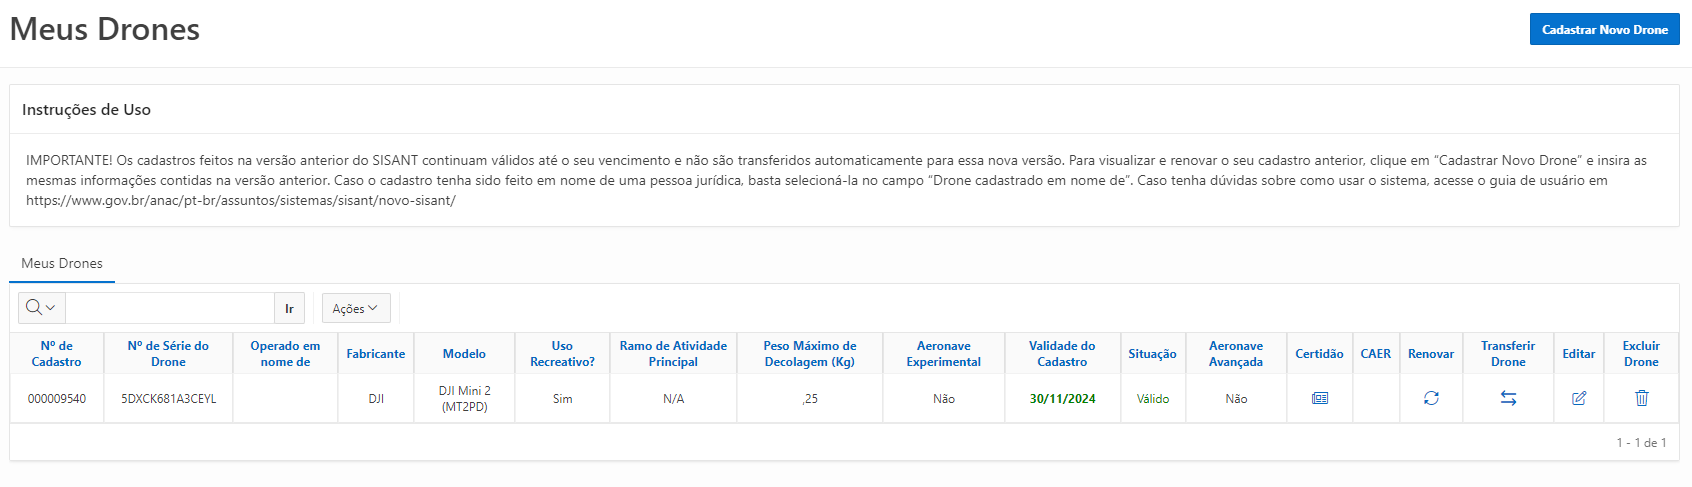 Meus Drones
Cadastrar Novo Drone
Instruções de Uso
IMPORTANTE! Os cadastros feitos na versão anterior do SISANT continuam válidos até o seu vencimento e não são transferidos automaticamente para essa nova versão. Para visualizar e renovar o seu cadastro anterior, clique em “Cadastrar Novo Drone” e insira as
mesmas informações contidas na versão anterior. Caso o cadastro tenha sido feito em nome de uma pessoa jurídica, basta selecioná-la no campo “Drone cadastrado em nome de”. Caso tenha dúvidas sobre como usar o sistema, acesse o guia de usuário em
https://www.gov.br/anac/pt-br/assuntos/sistemas/sisant/novo-sisant/
Meus Drones
Ir
Ações
Nº de
Cadastro
Nº de Série do
Drone
Operado em
nome de
Fabricante
Modelo
Uso
Recreativo?
Ramo de Atividade
Principal
Peso Máximo de
Decolagem (Kg)
Aeronave
Experimental
Validade do
Cadastro
Situação
Aeronave
Avançada
Certidão
CAER
Renovar
Transferir
Drone
Editar
Excluir
Drone
000009540
5DXCK681A3CEYL
DJI
DJI Mini 2
(MT2PD)
Sim
N/A
,25
Não
30/11/2024
Válido
Não
1 - 1 de 1